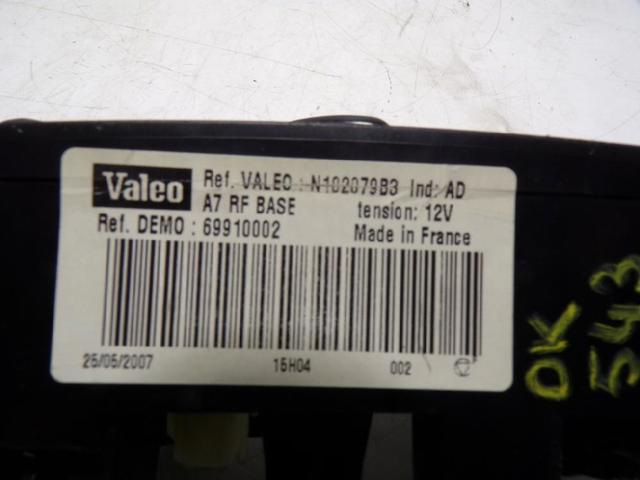 Valeo
Ref. VALEO : N102079B3 Ind: AD
A7 RF BASE tension: 12V
Ref. DEMO : 69910002 Made in France
25/05/2007 15H04 002
OK
543